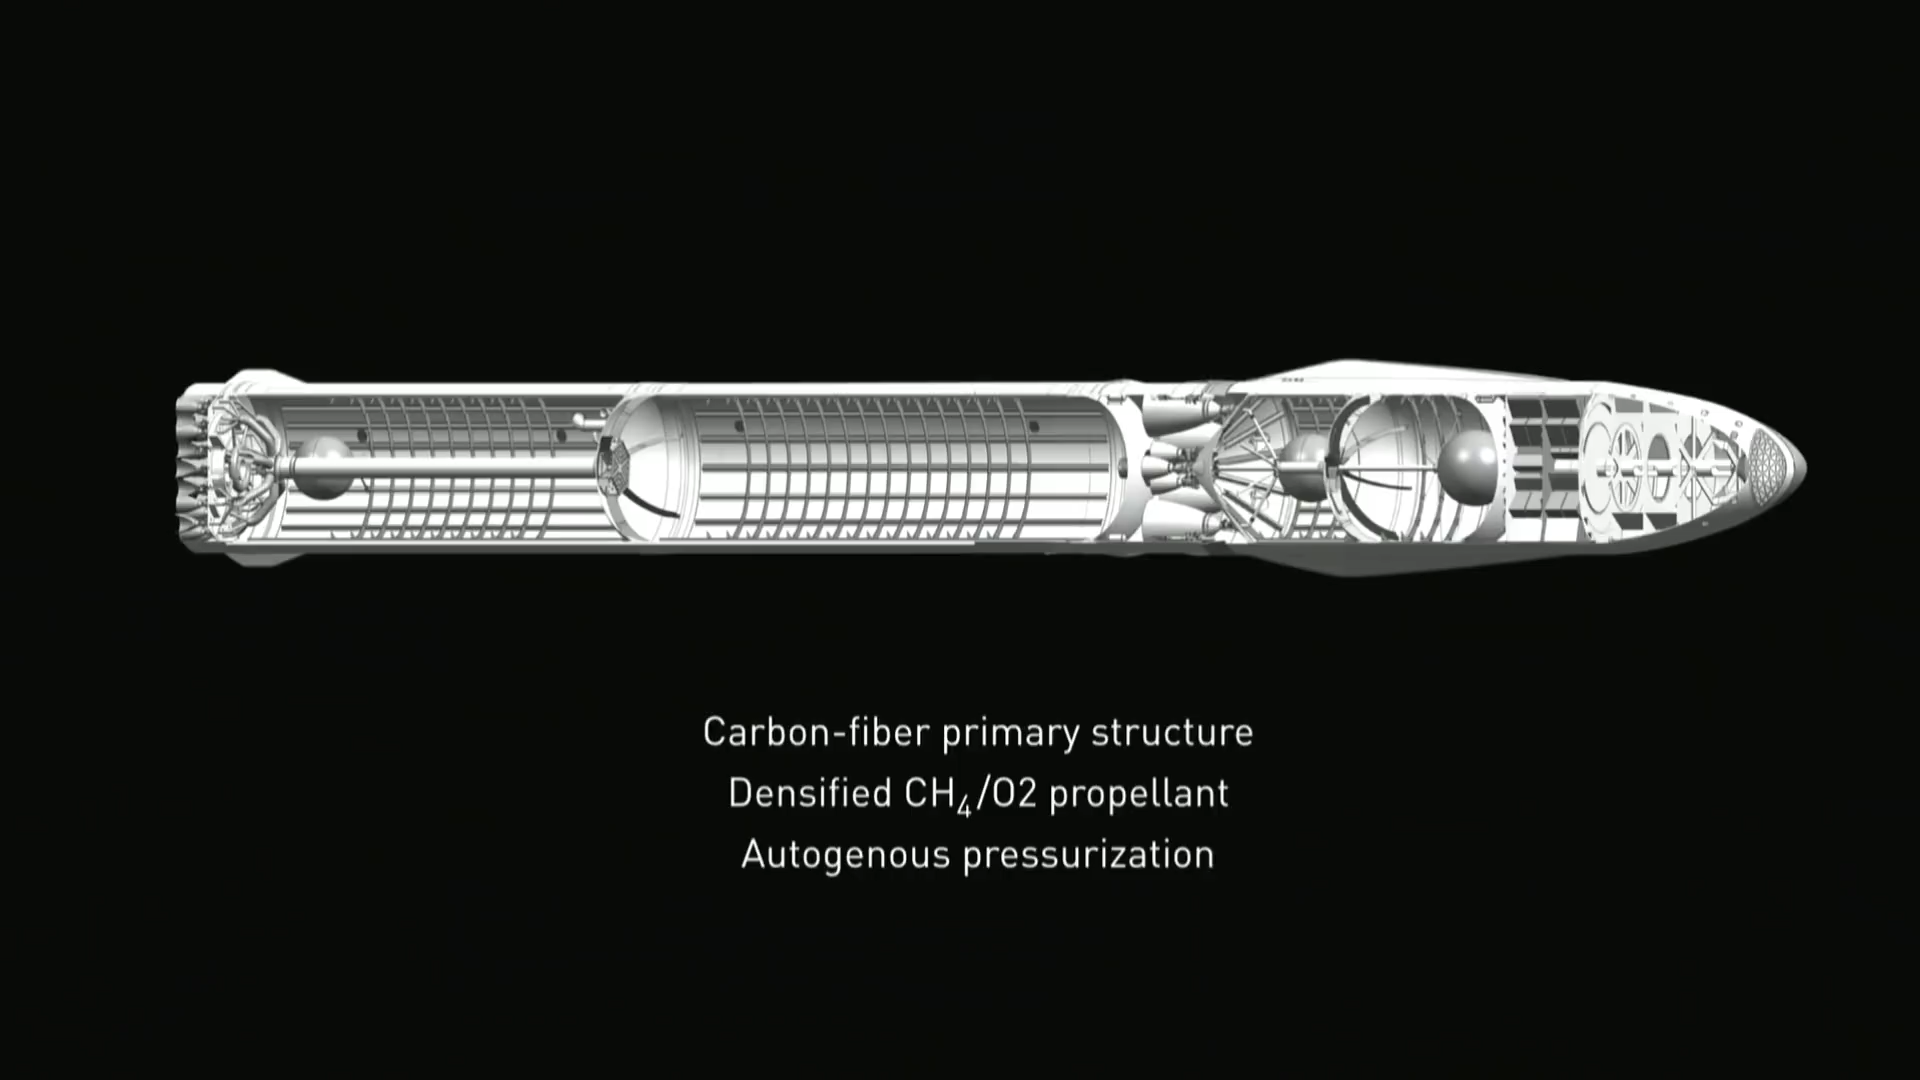 Carbon-fiber primary structure
Densified CH₄/O2 propellant
Autogenous pressurization